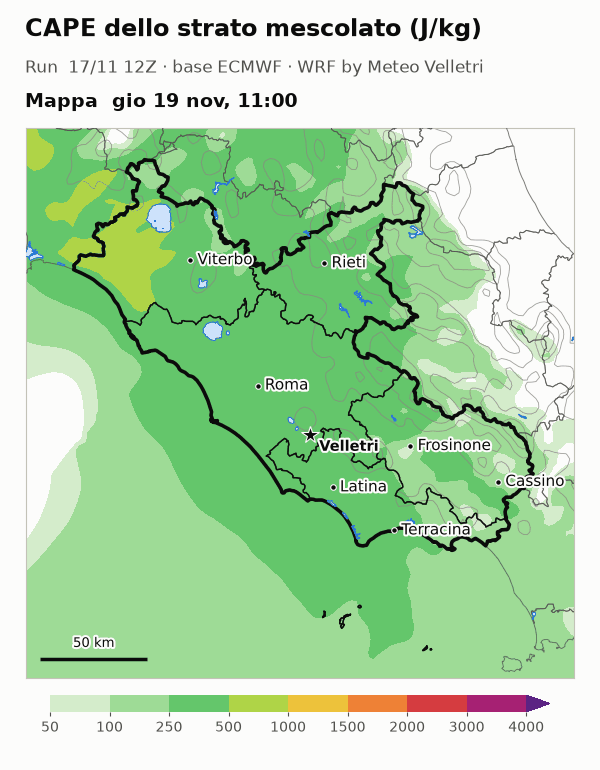 CAPE dello strato mescolato (J/kg)
Run  17/11 12Z · base ECMWF · WRF by Meteo Velletri
Mappa  gio 19 nov, 11:00
Viterbo
Rieti
Roma
Velletri
Frosinone
Cassino
Latina
Terracina
50 km
50 100 250 500 1000 1500 2000 3000 4000